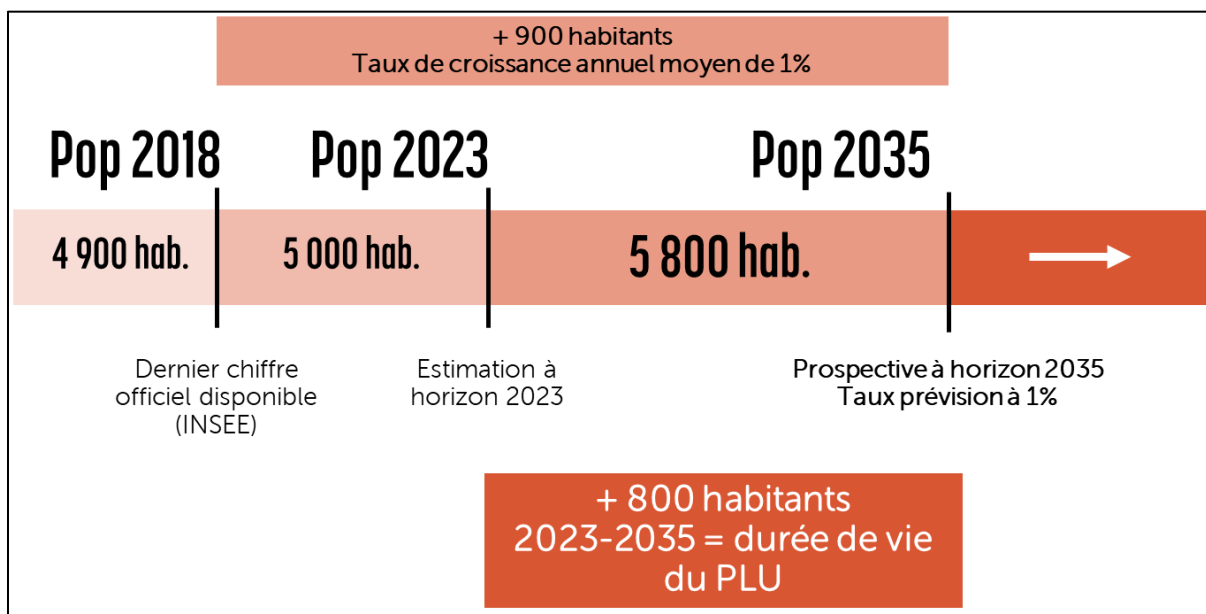 + 900 habitants
Taux de croissance annuel moyen de 1%
Pop 2018
Pop 2023
Pop 2035
4 900 hab.
5 000 hab.
5 800 hab.
Dernier chiffre
officiel disponible
(INSEE)
Estimation à
horizon 2023
Prospective à horizon 2035
Taux prévision à 1%
+ 800 habitants
2023-2035 = durée de vie
du PLU